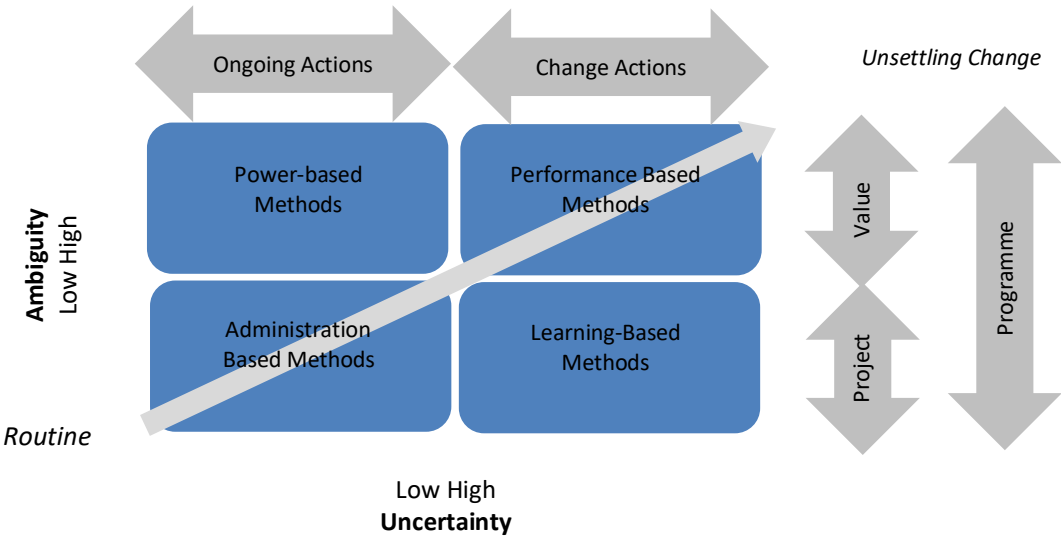 Ongoing Actions
Change Actions
Unsettling Change
Power-based
Methods
Performance Based
Methods
Ambiguity
Low High
Value
Programme
Administration
Based Methods
Learning-Based
Methods
Project
Routine
Low High
Uncertainty